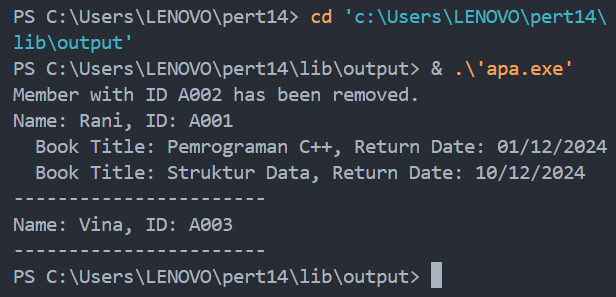 PS C:\Users\LENOVO\pert14> cd 'c:\Users\LENOVO\pert14\
lib\output'
PS C:\Users\LENOVO\pert14\lib\output> & .\'apa.exe'
Member with ID A002 has been removed.
Name: Rani, ID: A001
  Book Title: Pemrograman C++, Return Date: 01/12/2024
  Book Title: Struktur Data, Return Date: 10/12/2024
------------------------
Name: Vina, ID: A003
------------------------
PS C:\Users\LENOVO\pert14\lib\output>